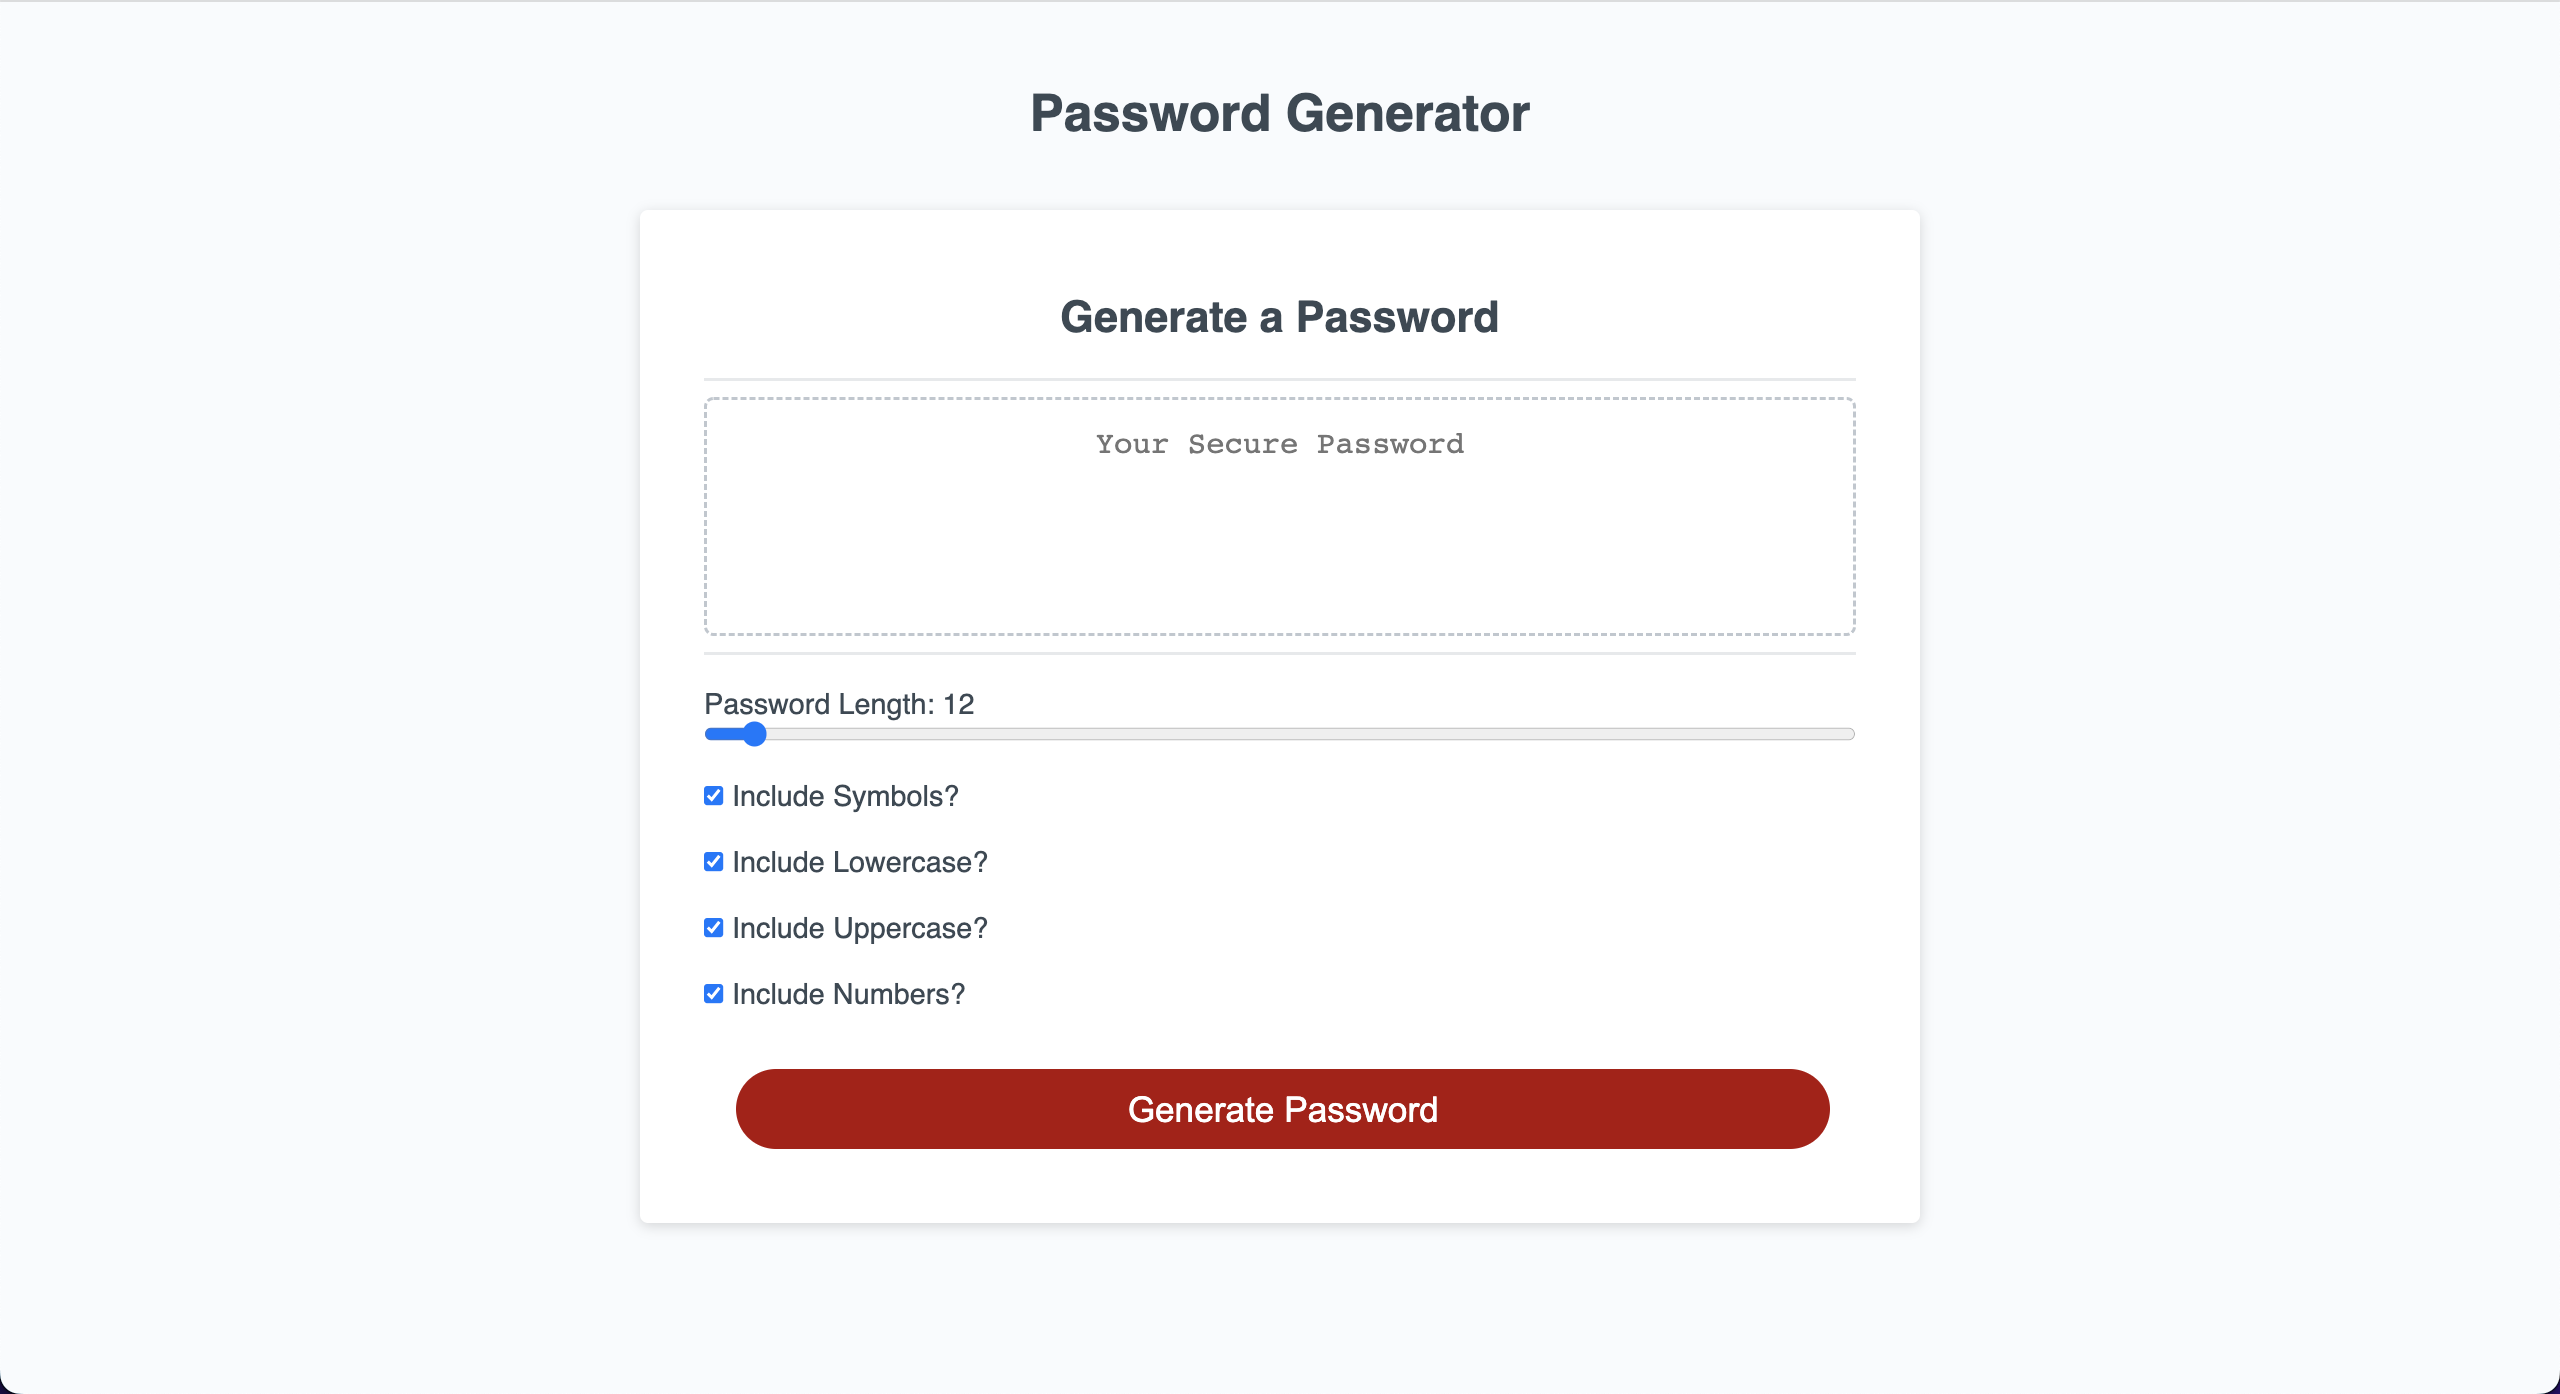 Password Generator
Generate a Password
Your Secure Password
Password Length: 12
Include Symbols?
Include Lowercase?
Include Uppercase?
Include Numbers?
Generate Password